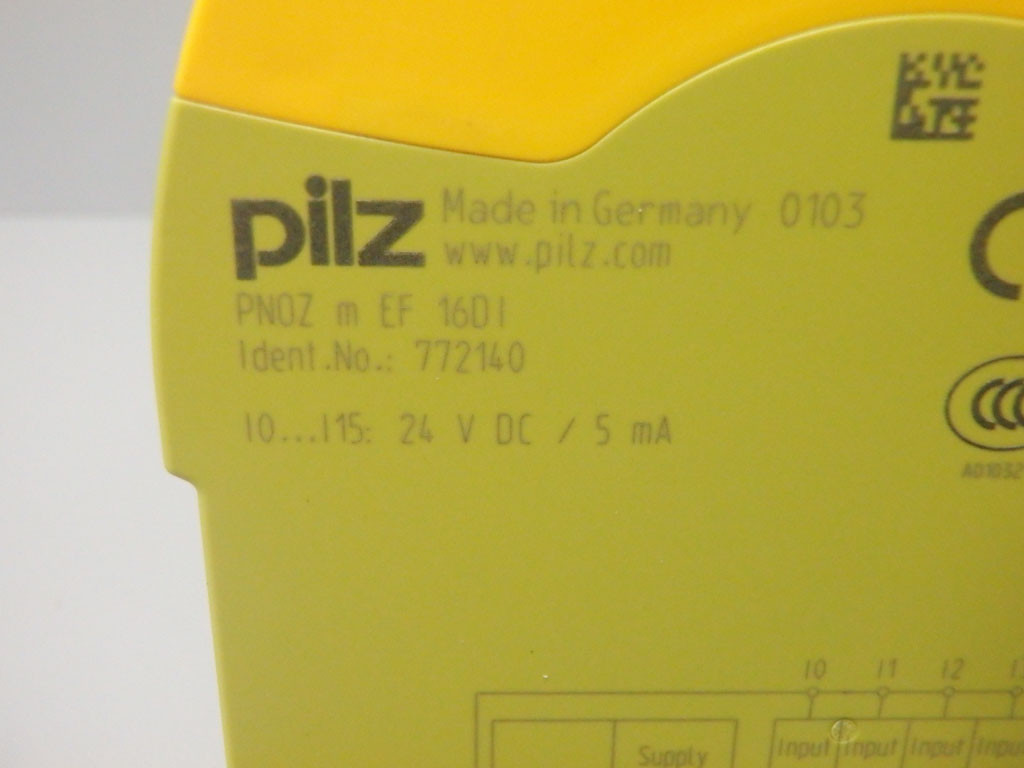 pilz Made in Germany 0103
www.pilz.com
PNOZ m EF 16DI
Ident.No.: 772140
I0...I15: 24 V DC / 5 mA
I0 I1 I2
Supply Input Input Input Input